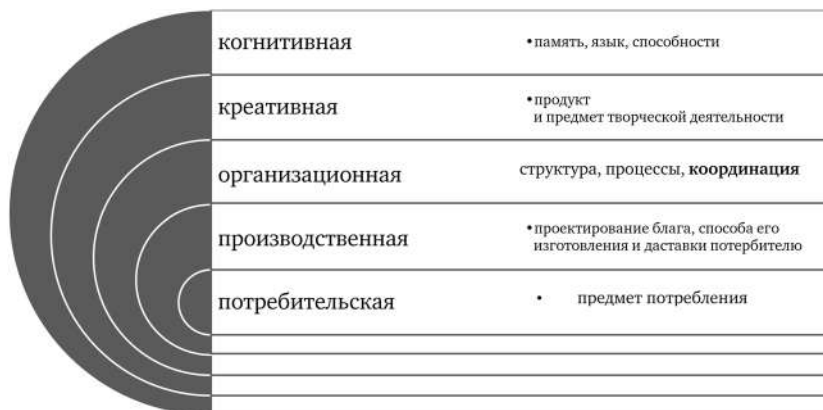 когнитивная
•память, язык, способности
креативная
•продукт
и предмет творческой деятельности
организационная
структура, процессы, координация
производственная
•проектирование блага, способа его
изготовления и даставки потербителю
потребительская
• предмет потребления